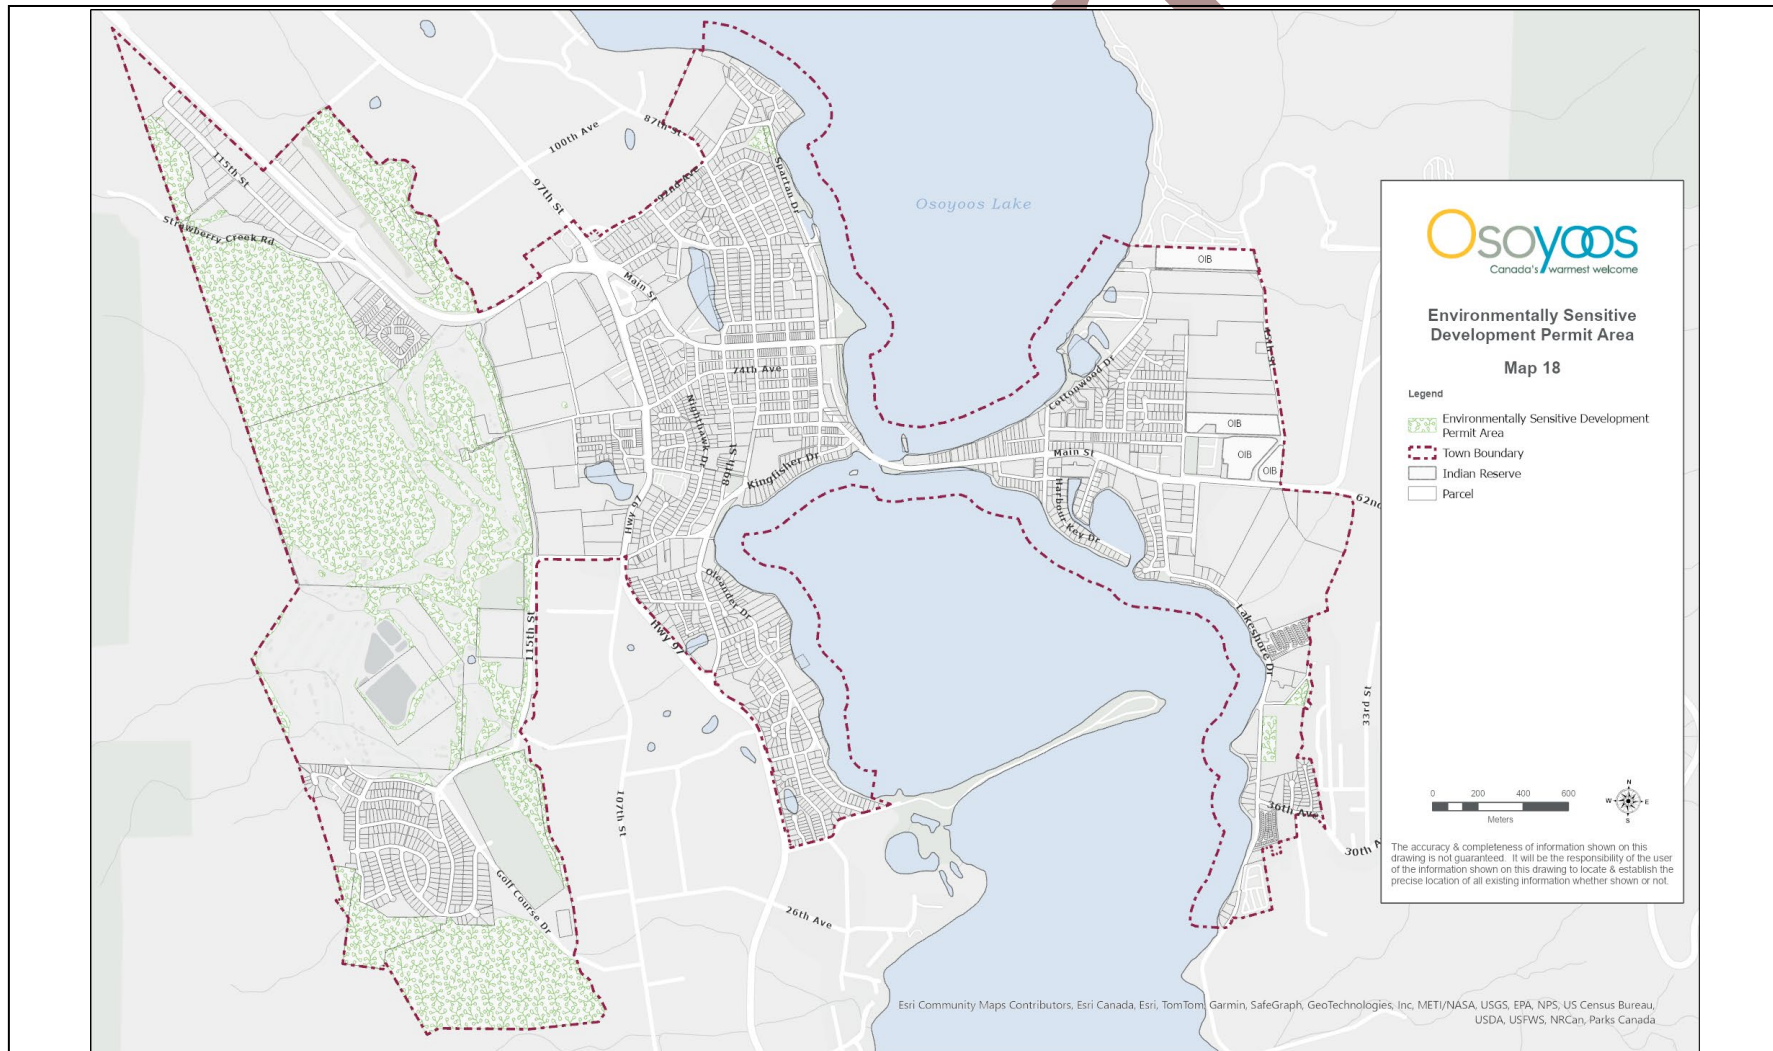 87th St
100th Ave
115th St
97th St
92nd Ave
Spartan Dr
Osoyoos Lake
Strawberry Creek Rd
Main St
OIB
45th St
74th Ave
Cottonwood Dr
Nighthawk Dr
89th St
Kingfisher Dr
Main St
OIB
OIB
OIB
Hwy 97
Harbour Key Dr
62nd
Oleander Dr
115th St
Hwy 97
Lakeshore Dr
33rd St
107th St
36th Ave
30th A
Golf Course Dr
26th Ave
Osoyoos
Canada's warmest welcome
Environmentally Sensitive
Development Permit Area
Map 18
Legend
Environmentally Sensitive Development
Permit Area
Town Boundary
Indian Reserve
Parcel
0 200 400 600
Meters
N
W E
S
The accuracy & completeness of information shown on this
drawing is not guaranteed. It will be the responsibility of the user
of the information shown on this drawing to locate & establish the
precise location of all existing information whether shown or not.
Esri Community Maps Contributors, Esri Canada, Esri, TomTom, Garmin, SafeGraph, GeoTechnologies, Inc, METI/NASA, USGS, EPA, NPS, US Census Bureau,
USDA, USFWS, NRCan, Parks Canada